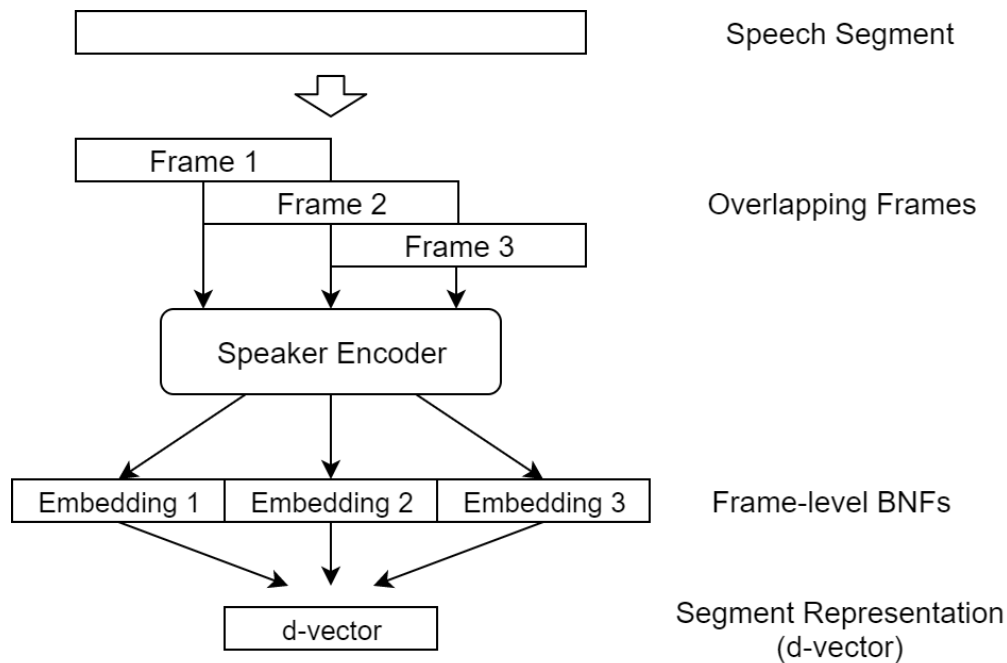 Speech Segment
Frame 1
Frame 2
Overlapping Frames
Frame 3
Speaker Encoder
Embedding 1
Embedding 2
Embedding 3
Frame-level BNFs
d-vector
Segment Representation
(d-vector)